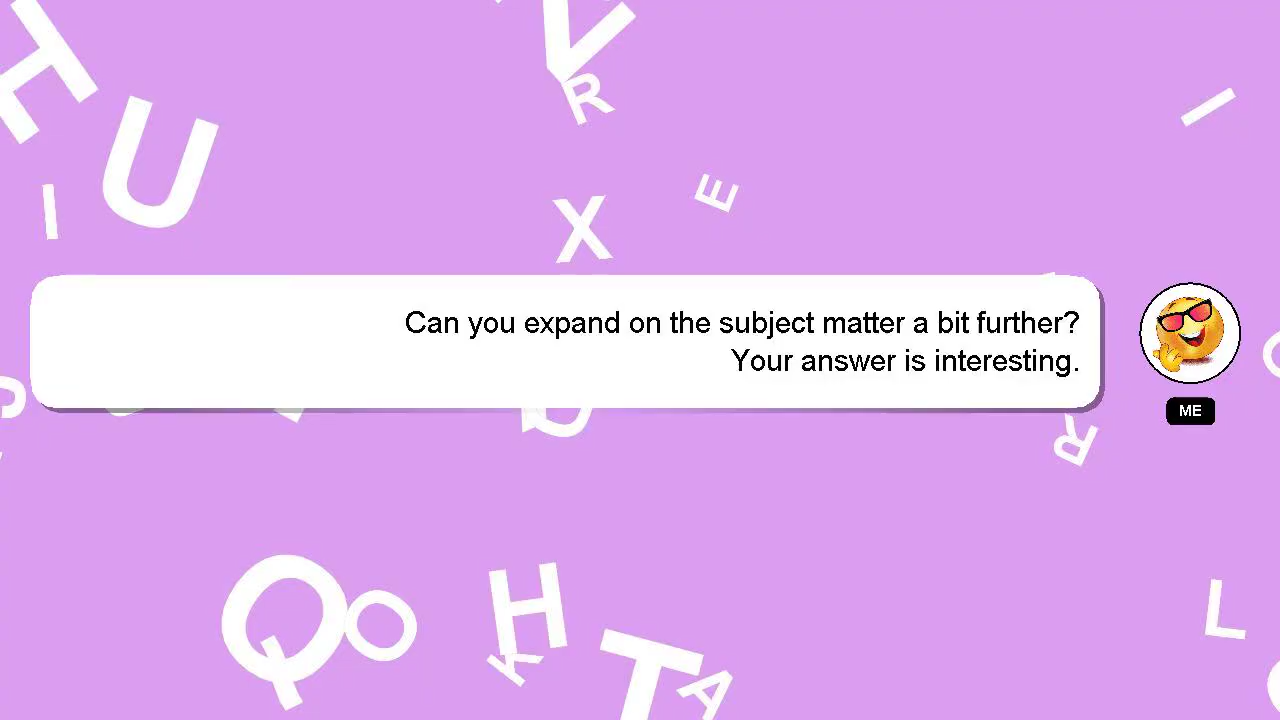 H
U
I
V
R
E
X
I
Can you expand on the subject matter a bit further?
Your answer is interesting.
ME
R
Q
O
H
K
T
A
L